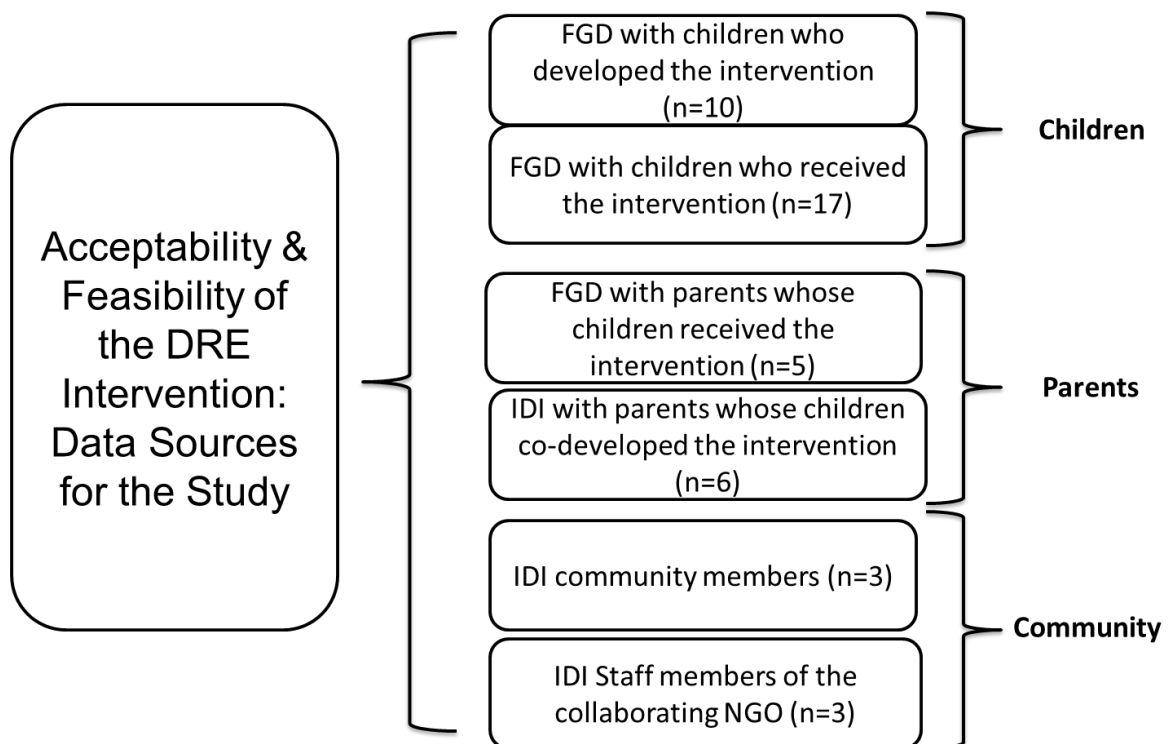 Acceptability &
Feasibility of
the DRE
Intervention:
Data Sources
for the Study
FGD with children who
developed the intervention
(n=10)
FGD with children who received
the intervention (n=17)
Children
FGD with parents whose
children received the
intervention (n=5)
IDI with parents whose children
co-developed the intervention
(n=6)
Parents
IDI community members (n=3)
IDI Staff members of the
collaborating NGO (n=3)
Community